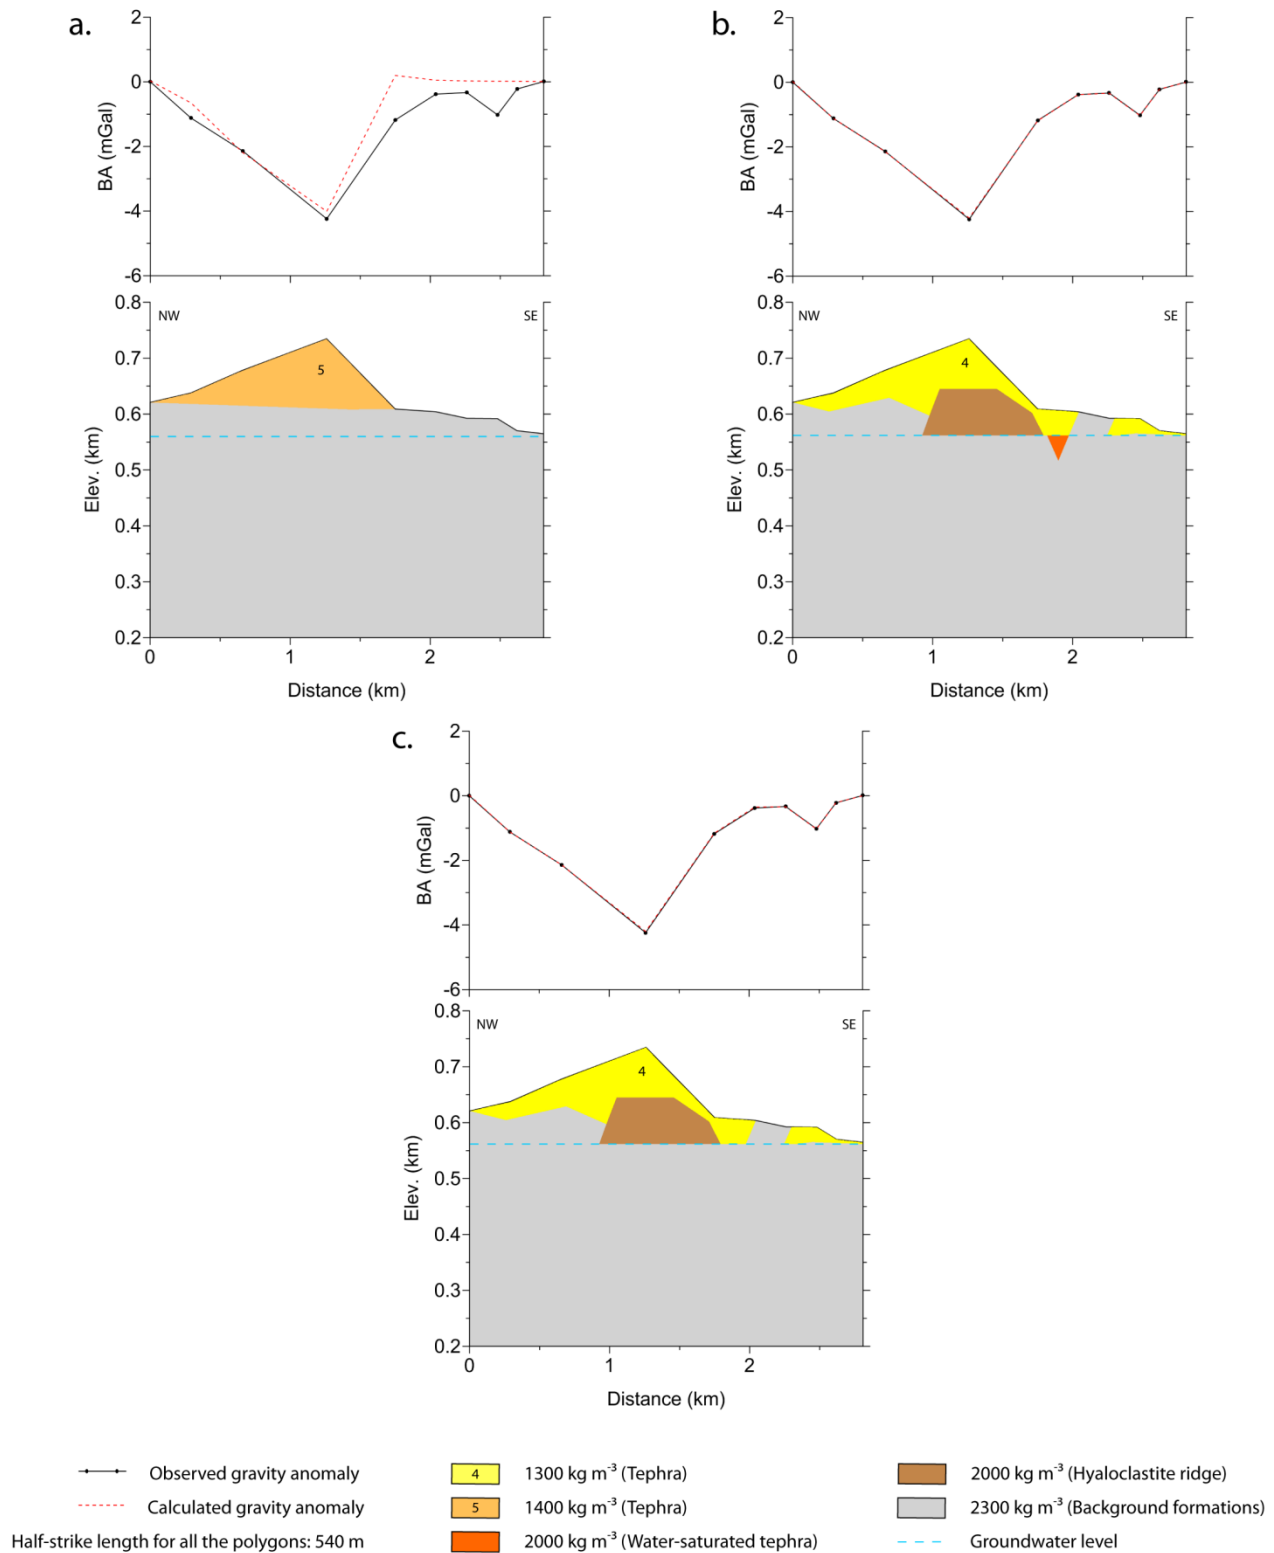 a.
2
0
-2
-4
-6
BA (mGal)
0.8
0.7
0.6
0.5
0.4
0.3
0.2
Elev. (km)
NW
SE
5
0 1 2
Distance (km)
b.
2
0
-2
-4
-6
BA (mGal)
0.8
0.7
0.6
0.5
0.4
0.3
0.2
Elev. (km)
NW
SE
4
0 1 2
Distance (km)
c.
2
0
-2
-4
-6
BA (mGal)
0.8
0.7
0.6
0.5
0.4
0.3
0.2
Elev. (km)
NW
SE
4
0 1 2
Distance (km)
Observed gravity anomaly
Calculated gravity anomaly
Half-strike length for all the polygons: 540 m
4 1300 kg m⁻³ (Tephra)
5 1400 kg m⁻³ (Tephra)
2000 kg m⁻³ (Water-saturated tephra)
2000 kg m⁻³ (Hyaloclastite ridge)
2300 kg m⁻³ (Background formations)
Groundwater level